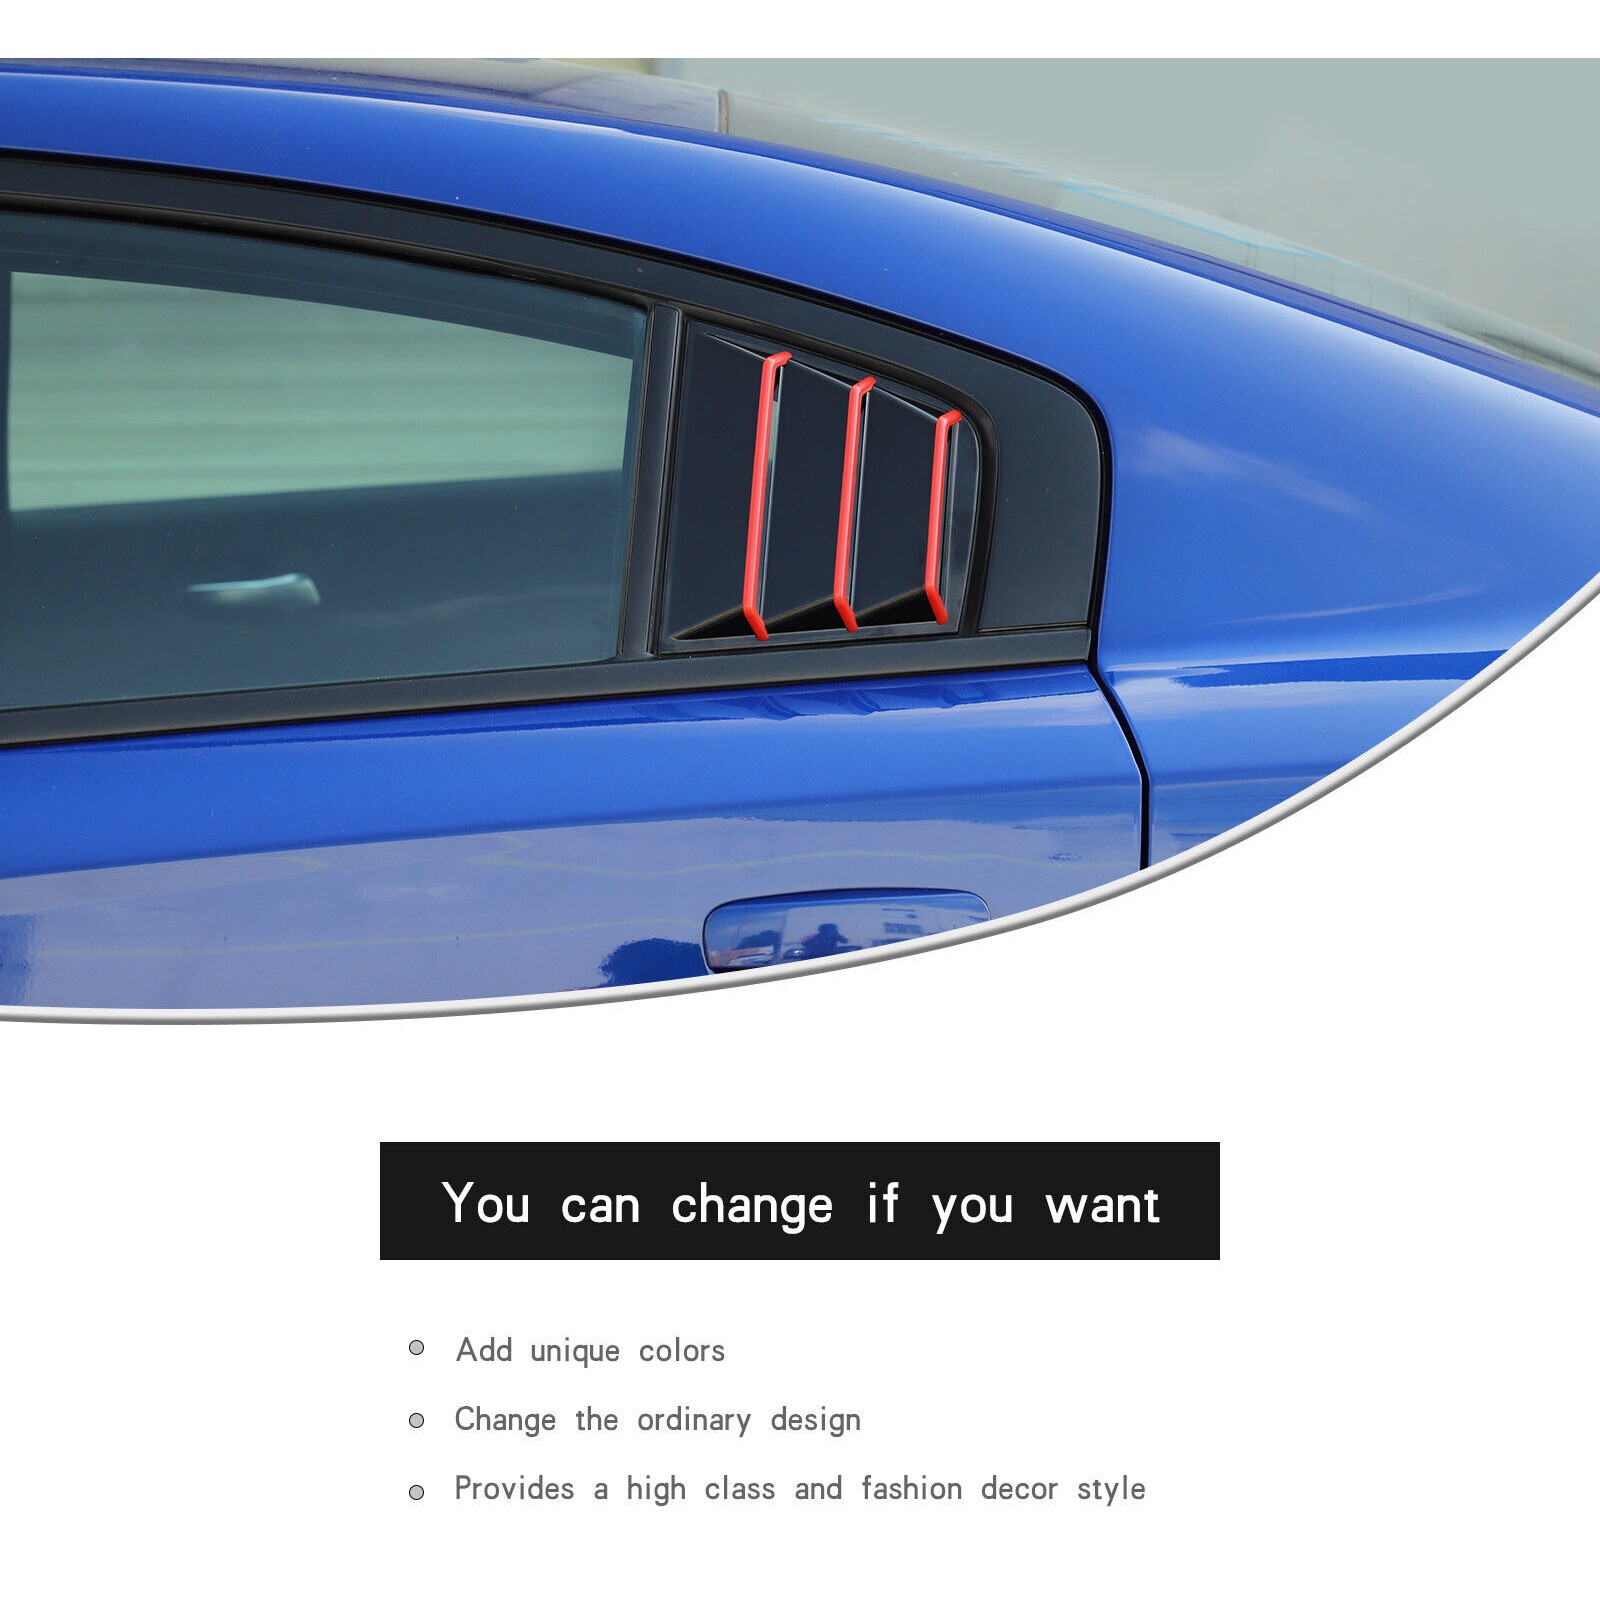 You can change if you want
Add unique colors
Change the ordinary design
Provides a high class and fashion decor style